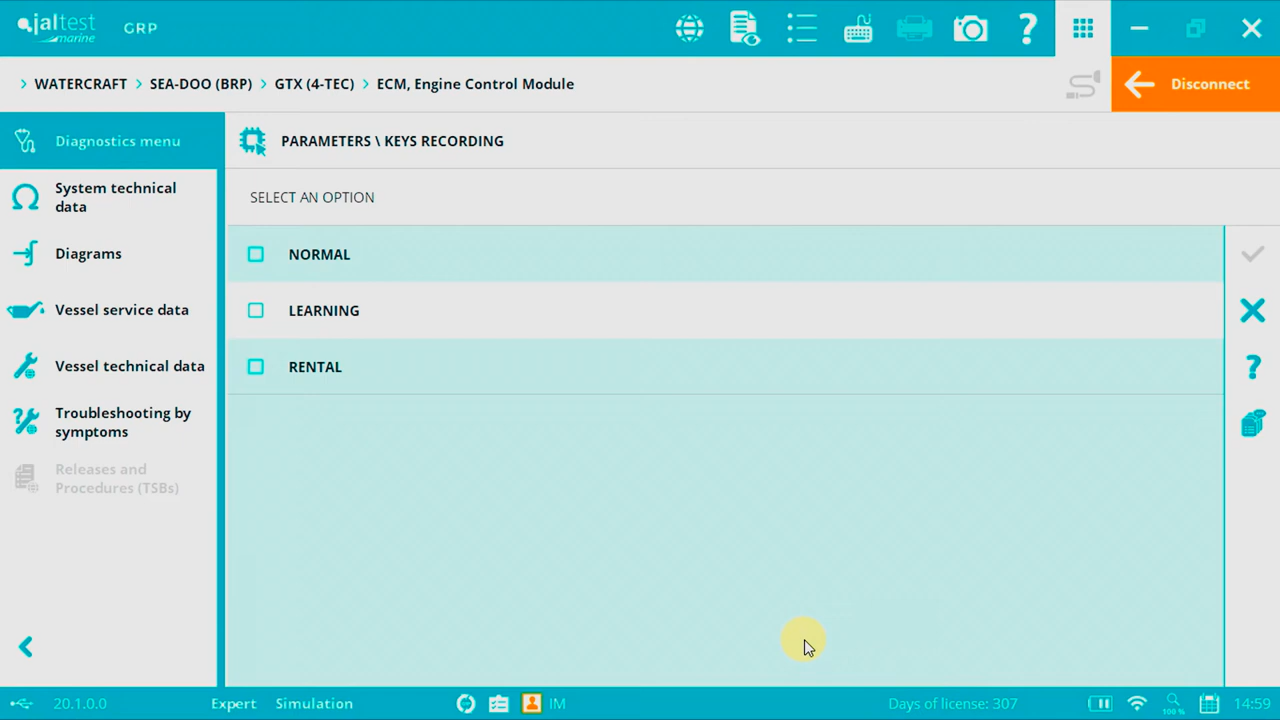 jaltest
marine
GRP
WATERCRAFT > SEA-DOO (BRP) > GTX (4-TEC) > ECM, Engine Control Module
Disconnect
Diagnostics menu
PARAMETERS \ KEYS RECORDING
System technical
data
SELECT AN OPTION
Diagrams
NORMAL
Vessel service data
LEARNING
Vessel technical data
RENTAL
Troubleshooting by
symptoms
Releases and
Procedures (TSBs)
20.1.0.0
Expert
Simulation
IM
Days of license: 307
100 %
14:59